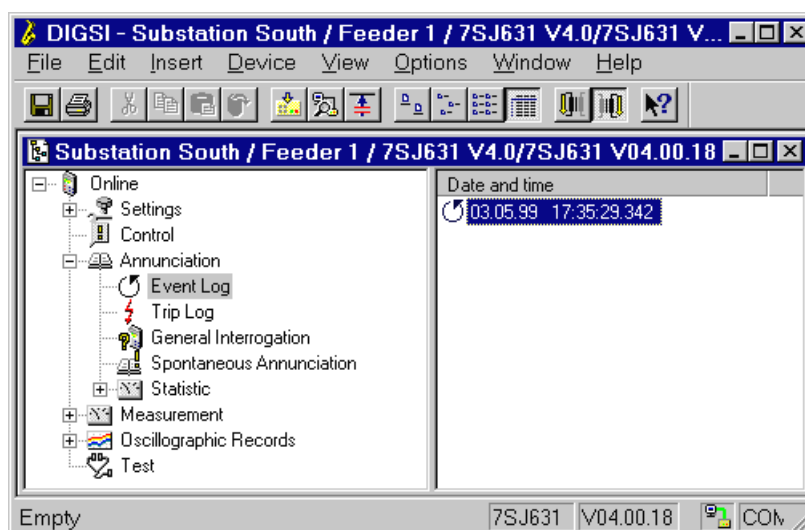 DIGSI - Substation South / Feeder 1 / 7SJ631 V4.0/7SJ631 V...
File Edit Insert Device View Options Window Help
Substation South / Feeder 1 / 7SJ631 V4.0/7SJ631 V04.00.18
Online
Settings
Control
Annunciation
Event Log
Trip Log
General Interrogation
Spontaneous Annunciation
Statistic
Measurement
Oscillographic Records
Test
Date and time
03.05.99 17:35:29.342
Empty 7SJ631 V04.00.18